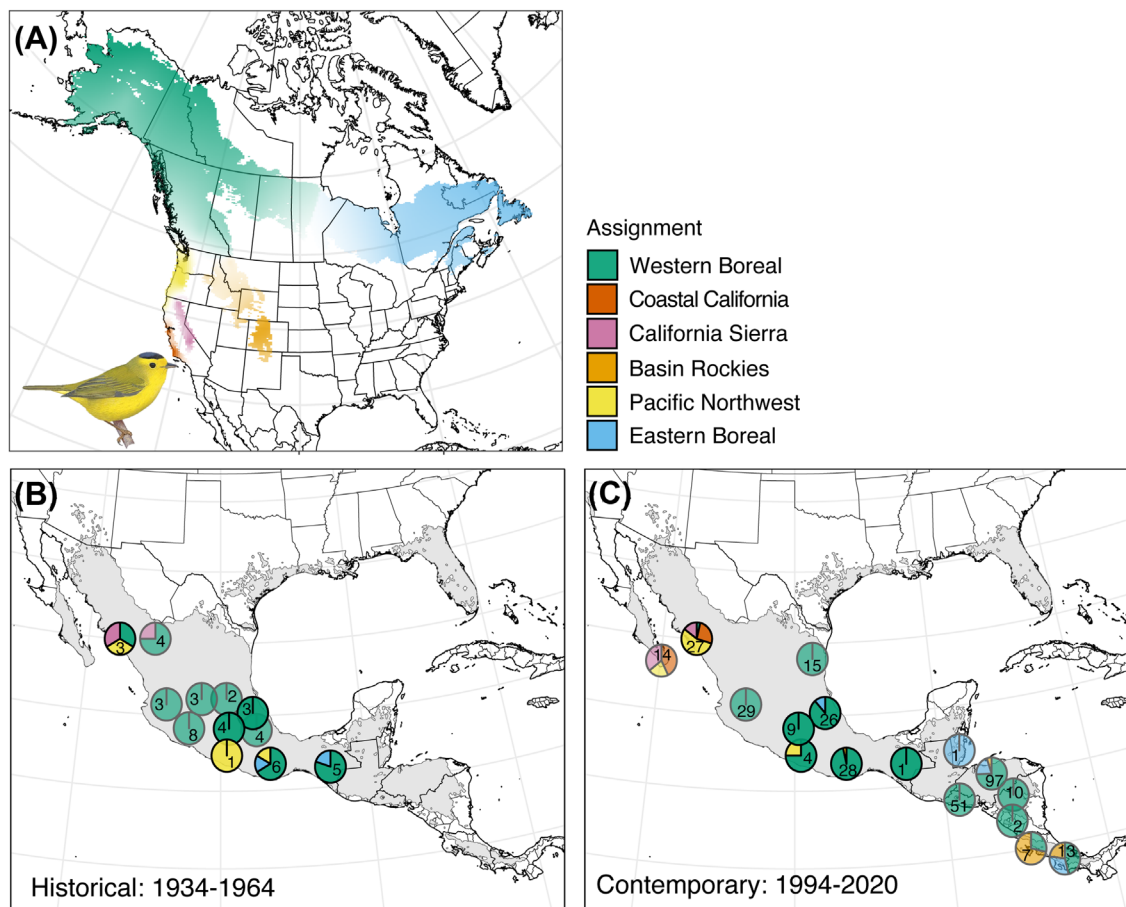 (A)
Assignment
Western Boreal
Coastal California
California Sierra
Basin Rockies
Pacific Northwest
Eastern Boreal
(B)
3
4
3
3
2
3
8
4
4
1
6
5
Historical: 1934-1964
(C)
14
27
15
29
9
26
4
28
1
1
97
51
10
2
7
13
Contemporary: 1994-2020